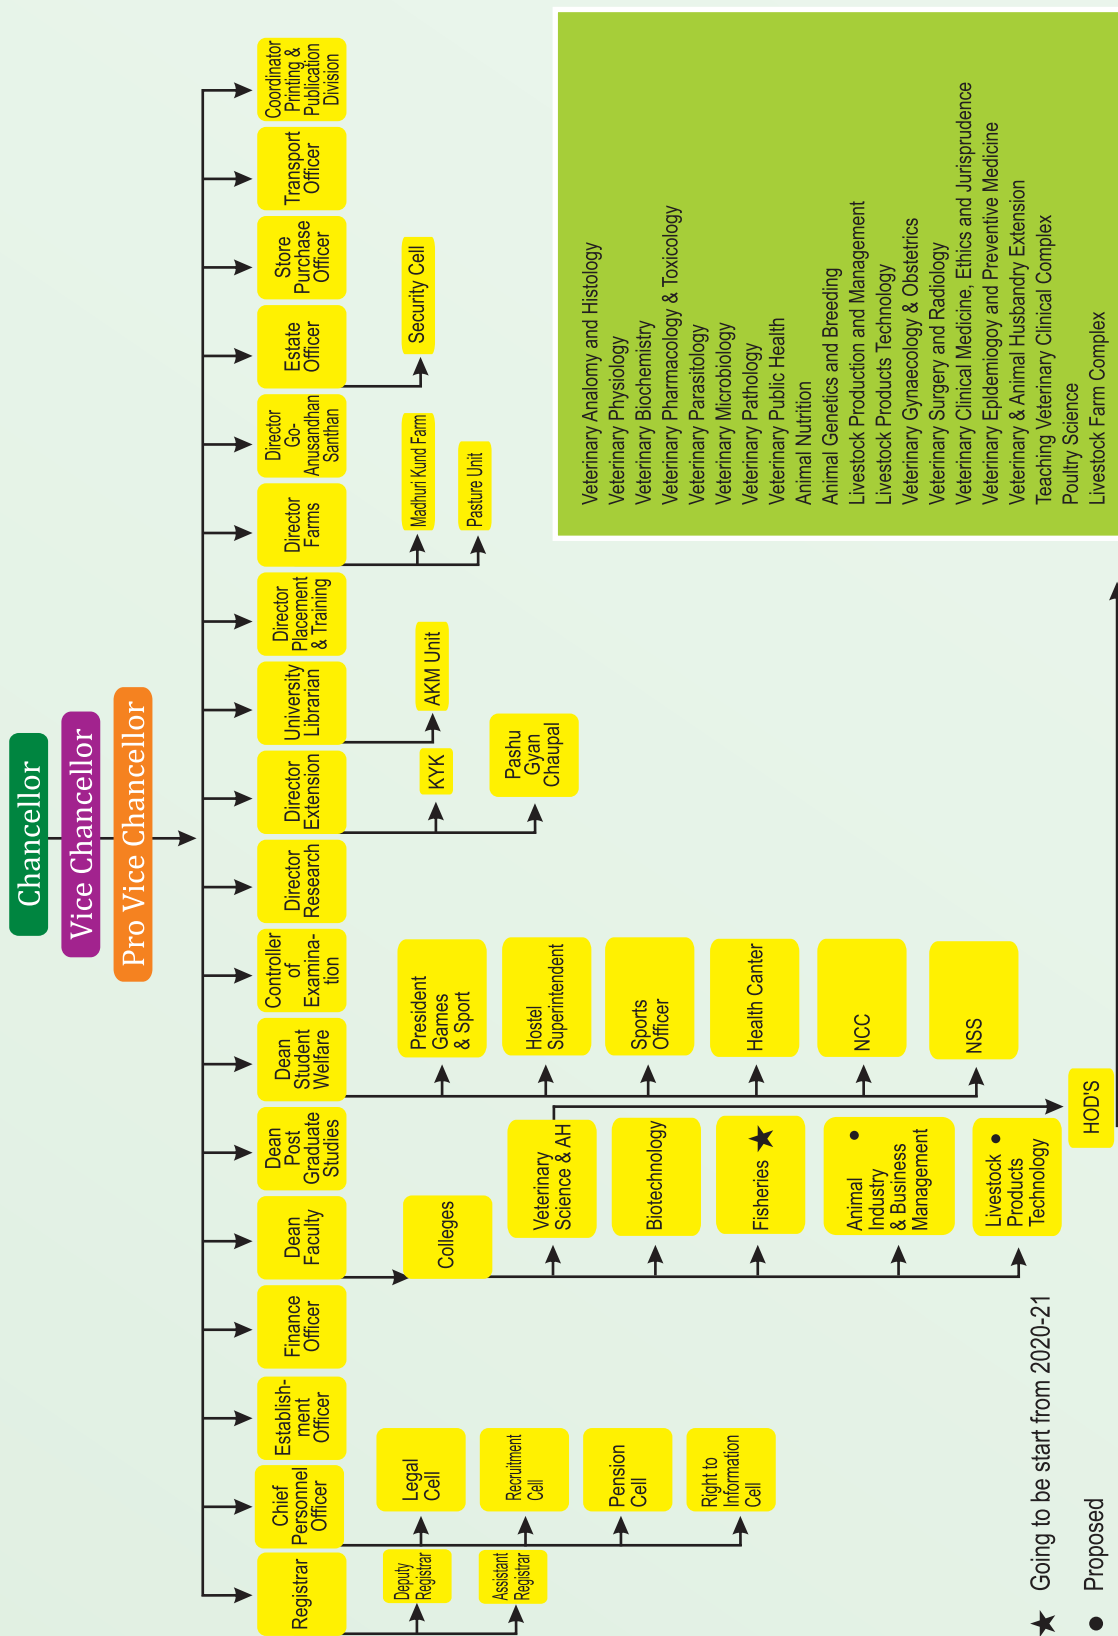 Chancellor
Vice Chancellor
Pro Vice Chancellor
Registrar
Chief
Personnel
Officer
Establish-
ment
Officer
Finance
Officer
Dean
Faculty
Dean
Post
Graduate
Studies
Dean
Student
Welfare
Controller
of
Examina-
tion
Director
Research
Director
Extension
University
Librarian
Director
Placement
& Training
Director
Farms
Director
Go-
Anusandhan
Santhan
Estate
Officer
Store
Purchase
Officer
Transport
Officer
Coordinator
Printing &
Publication
Division
Deputy
Registrar
Assistant
Registrar
Legal
Cell
Recruitment
Cell
Pension
Cell
Right to
Information
Cell
Colleges
Veterinary
Science & AH
Biotechnology
Fisheries ★
Animal •
Industry
& Business
Management
Livestock •
Products
Technology
HOD'S
President
Games
& Sport
Hostel
Superintendent
Sports
Officer
Health Canter
NCC
NSS
KYK
Pashu
Gyan
Chaupal
AKM Unit
Madhuri Kund Farm
Pasture Unit
Security Cell
Veterinary Analomy and Histology
Veterinary Physiology
Veterinary Biochemistry
Veterinary Pharmacology & Toxicology
Veterinary Parasitology
Veterinary Microbiology
Veterinary Pathology
Veterinary Public Health
Animal Nutrition
Animal Genetics and Breeding
Livestock Production and Management
Livestock Products Technology
Veterinary Gynaecology & Obstetrics
Veterinary Surgery and Radiology
Veterinary Clinical Medicine, Ethics and Jurisprudence
Veterinary Epldemiogoy and Preventive Medicine
Veterinary & Animal Husbandry Extension
Teaching Veterinary Clinical Complex
Poultry Science
Livestock Farm Complex
★ Going to be start from 2020-21
• Proposed